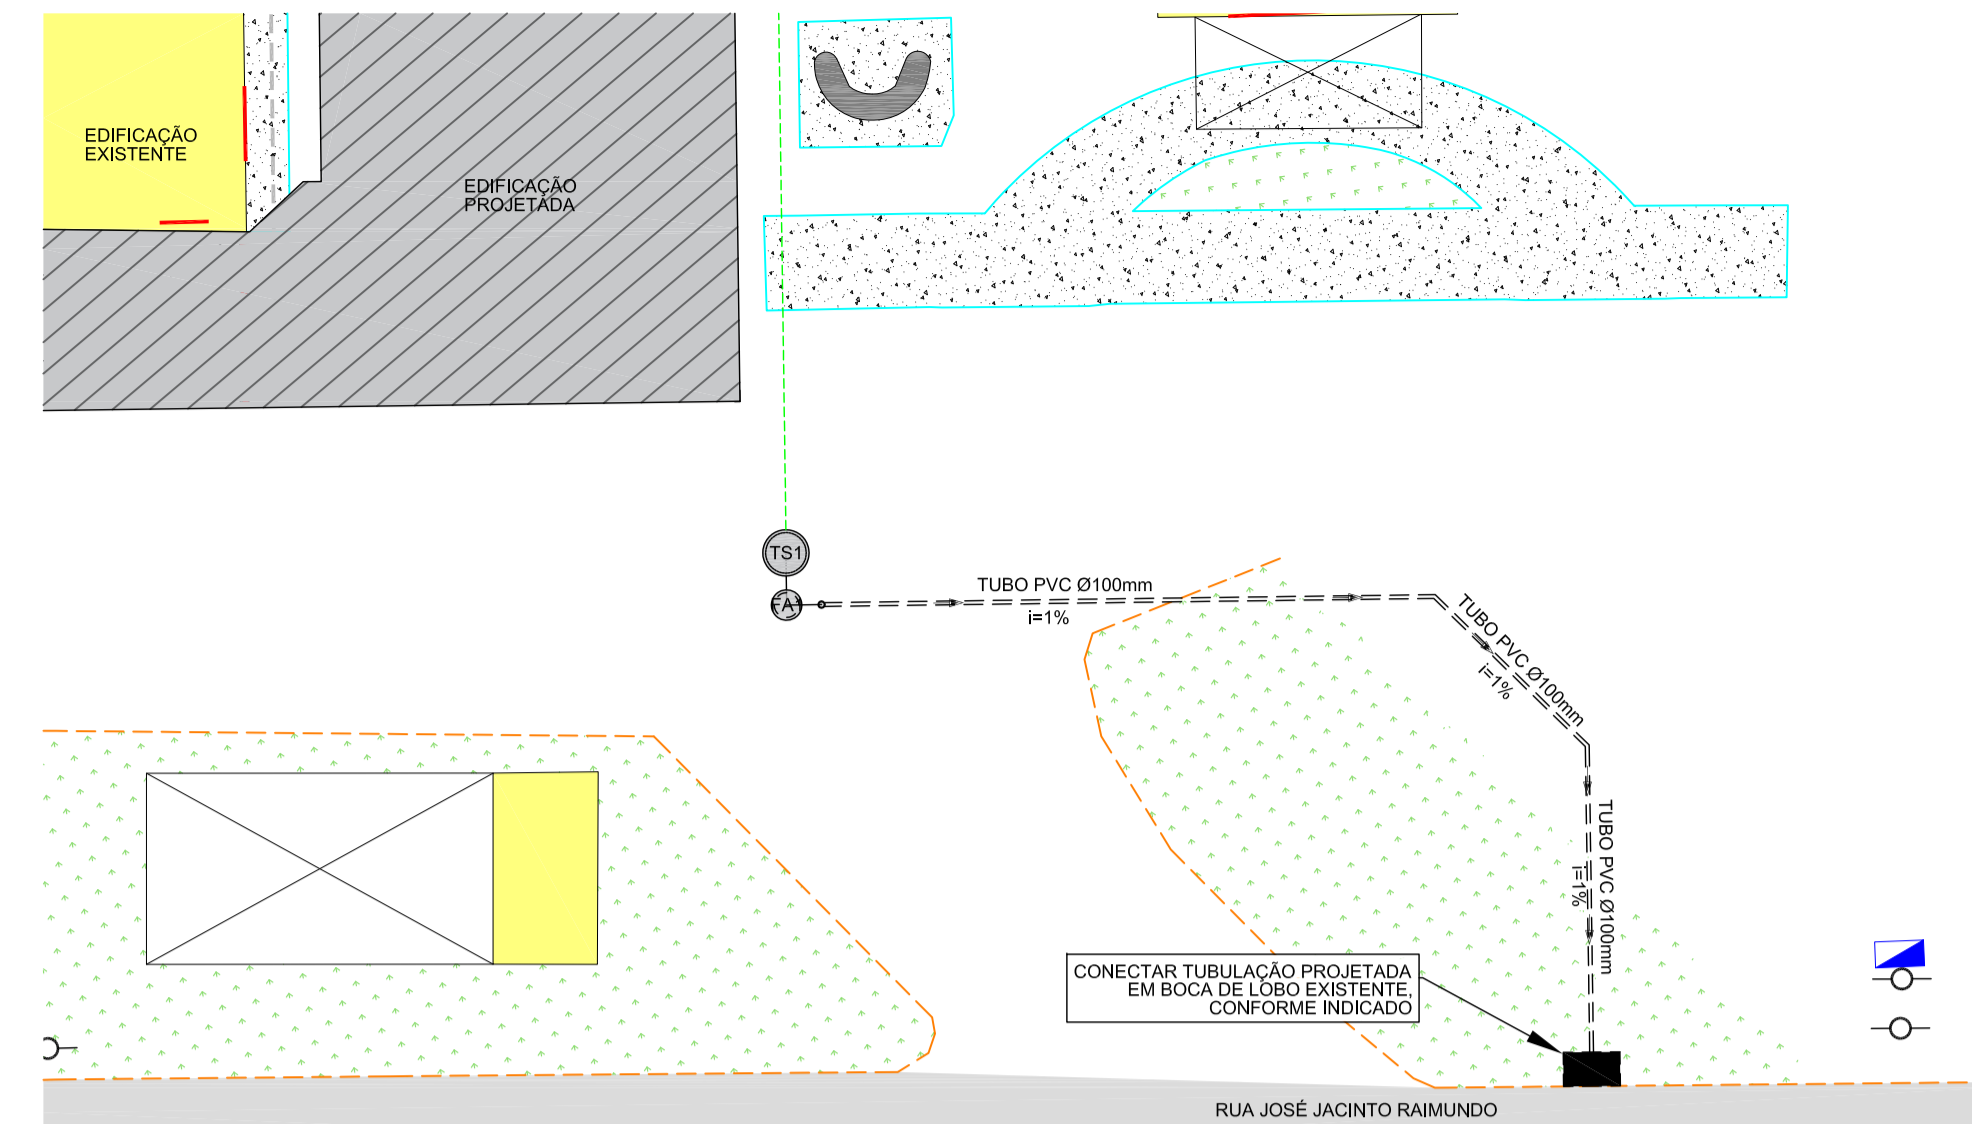 EDIFICAÇÃO
EXISTENTE
EDIFICAÇÃO
PROJETADA
TS1
FA
TUBO PVC Ø100mm
i=1%
TUBO PVC Ø100mm
i=1%
TUBO PVC Ø100mm
i=1%
CONECTAR TUBULAÇÃO PROJETADA
EM BOCA DE LOBO EXISTENTE,
CONFORME INDICADO
RUA JOSÉ JACINTO RAIMUNDO